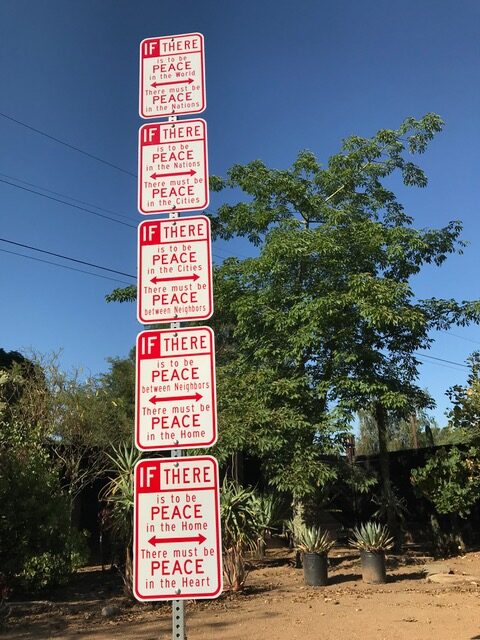 IF THERE
is to be
PEACE
in the World
There must be
PEACE
in the Nations
IF THERE
is to be
PEACE
in the Nations
There must be
PEACE
in the Cities
IF THERE
is to be
PEACE
in the Cities
There must be
PEACE
between Neighbors
IF THERE
is to be
PEACE
between Neighbors
There must be
PEACE
in the Home
IF THERE
is to be
PEACE
in the Home
There must be
PEACE
in the Heart